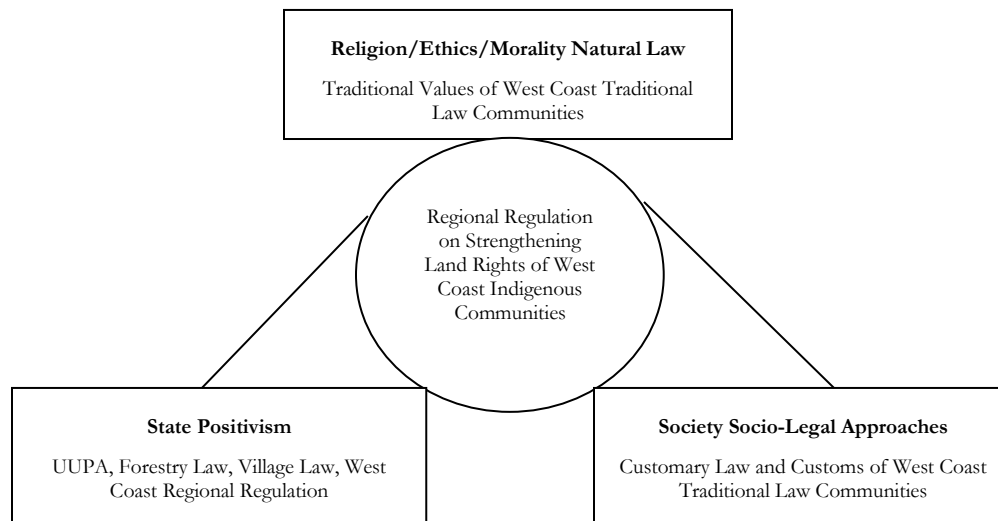 Religion/Ethics/Morality Natural Law
Traditional Values of West Coast Traditional
Law Communities
Regional Regulation
on Strengthening
Land Rights of West
Coast Indigenous
Communities
State Positivism
UUPA, Forestry Law, Village Law, West
Coast Regional Regulation
Society Socio-Legal Approaches
Customary Law and Customs of West Coast
Traditional Law Communities